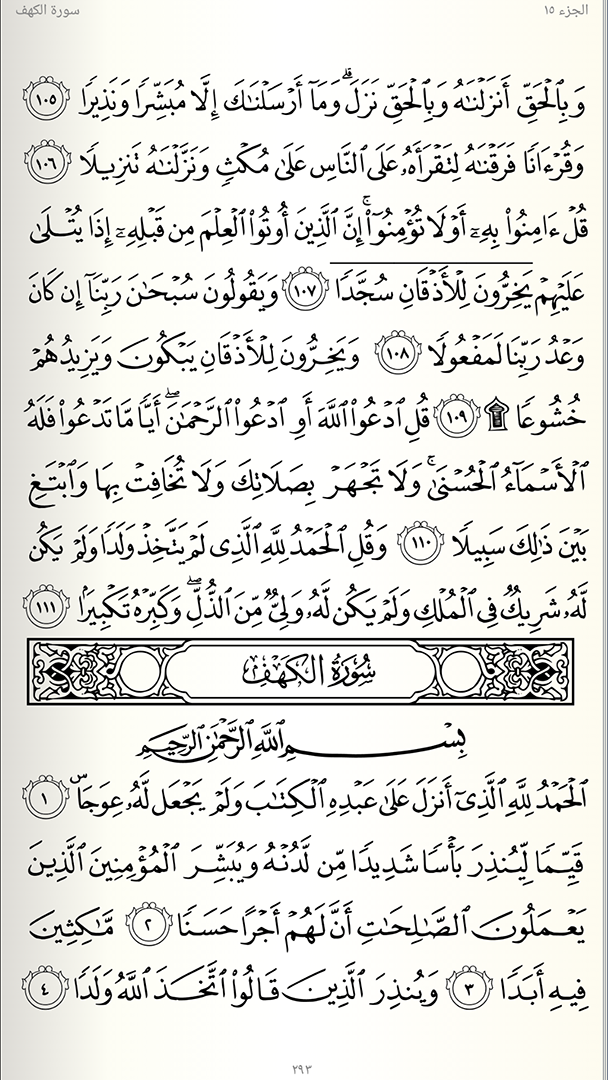 الجزء ١٥
سورة الكهف
وَبِٱلْحَقِّ أَنزَلْنَٰهُ وَبِٱلْحَقِّ نَزَلَ ۗ وَمَآ أَرْسَلْنَٰكَ إِلَّا مُبَشِّرًا وَنَذِيرًا ١٠٥
وَقُرْءَانًا فَرَقْنَٰهُ لِتَقْرَأَهُۥ عَلَى ٱلنَّاسِ عَلَىٰ مُكْثٍ وَنَزَّلْنَٰهُ تَنزِيلًا ١٠٦
قُلْ ءَامِنُوا۟ بِهِۦٓ أَوْ لَا تُؤْمِنُوٓا۟ ۚ إِنَّ ٱلَّذِينَ أُوتُوا۟ ٱلْعِلْمَ مِن قَبْلِهِۦٓ إِذَا يُتْلَىٰ
عَلَيْهِمْ يَخِرُّونَ لِلْأَذْقَانِ سُجَّدًا ١٠٧ وَيَقُولُونَ سُبْحَٰنَ رَبِّنَآ إِن كَانَ
وَعْدُ رَبِّنَا لَمَفْعُولًا ١٠٨ وَيَخِرُّونَ لِلْأَذْقَانِ يَبْكُونَ وَيَزِيدُهُمْ
خُشُوعًا ۩ ١٠٩ قُلِ ٱدْعُوا۟ ٱللَّهَ أَوِ ٱدْعُوا۟ ٱلرَّحْمَٰنَ ۖ أَيًّا مَّا تَدْعُوا۟ فَلَهُ
ٱلْأَسْمَآءُ ٱلْحُسْنَىٰ ۚ وَلَا تَجْهَرْ بِصَلَاتِكَ وَلَا تُخَافِتْ بِهَا وَٱبْتَغِ
بَيْنَ ذَٰلِكَ سَبِيلًا ١١٠ وَقُلِ ٱلْحَمْدُ لِلَّهِ ٱلَّذِى لَمْ يَتَّخِذْ وَلَدًا وَلَمْ يَكُن
لَّهُۥ شَرِيكٌ فِى ٱلْمُلْكِ وَلَمْ يَكُن لَّهُۥ وَلِىٌّ مِّنَ ٱلذُّلِّ ۖ وَكَبِّرْهُ تَكْبِيرًۢا ١١١
سُورَةُ الكَهْفِ
بِسْمِ ٱللَّهِ ٱلرَّحْمَٰنِ ٱلرَّحِيمِ
ٱلْحَمْدُ لِلَّهِ ٱلَّذِىٓ أَنزَلَ عَلَىٰ عَبْدِهِ ٱلْكِتَٰبَ وَلَمْ يَجْعَل لَّهُۥ عِوَجَا ۜ ١
قَيِّمًا لِّيُنذِرَ بَأْسًا شَدِيدًا مِّن لَّدُنْهُ وَيُبَشِّرَ ٱلْمُؤْمِنِينَ ٱلَّذِينَ
يَعْمَلُونَ ٱلصَّٰلِحَٰتِ أَنَّ لَهُمْ أَجْرًا حَسَنًا ٢ مَّٰكِثِينَ
فِيهِ أَبَدًا ٣ وَيُنذِرَ ٱلَّذِينَ قَالُوا۟ ٱتَّخَذَ ٱللَّهُ وَلَدًا ٤
٢٩٣